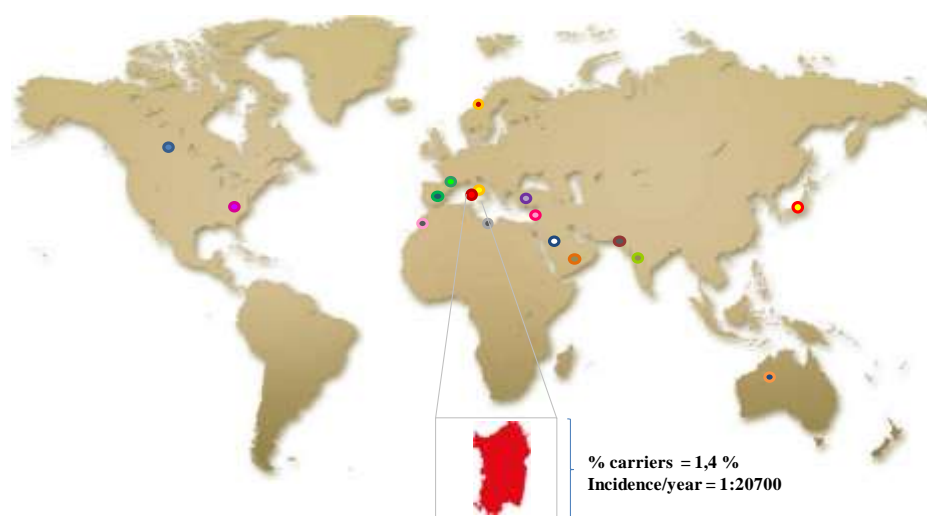 % carriers = 1,4 %
Incidence/year = 1:20700